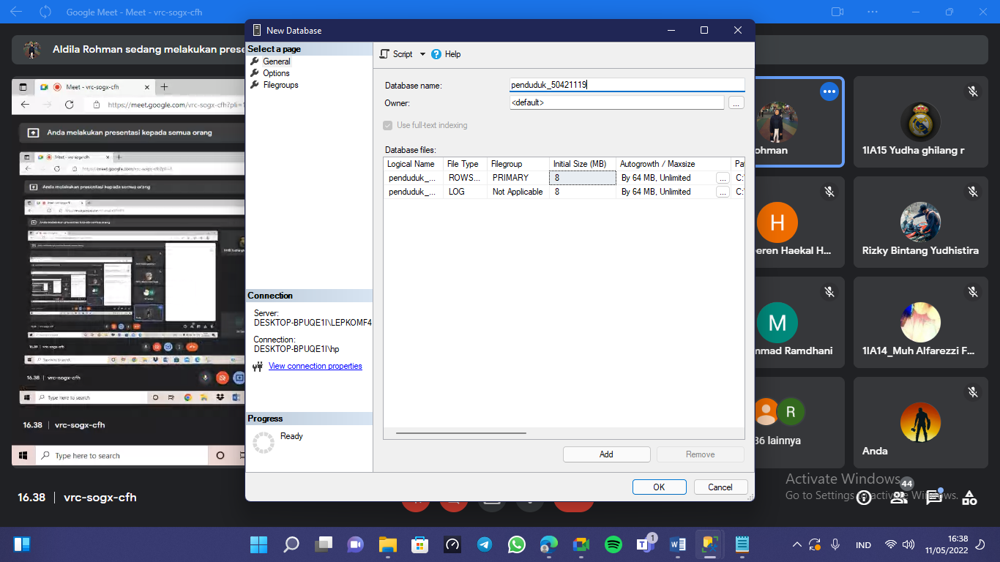 Google Meet - Meet - vrc-sogx-cfh
Aldila Rohman sedang melakukan prese
Meet - vrc-sogx-cfh
https://meet.google.com/vrc-sogx-cfh?pli=1
Anda melakukan presentasi kepada semua orang
Meet - vrc-sogx-cfh
Anda melakukan presentasi kepada semua orang
Anda melakukan presentasi kepada semua orang
16.38 | vrc-sogx-cfh
Type here to search
16.38 | vrc-sogx-cfh
Type here to search
16.38 | vrc-sogx-cfh
Type here to search
16.38 | vrc-sogx-cfh
New Database
Select a page
General
Options
Filegroups
Connection
Server:
DESKTOP-BPUQE1I\LEPKOMF4
Connection:
DESKTOP-BPUQE1I\hp
View connection properties
Progress
Ready
Script
Help
Database name:
penduduk_50421119
Owner:
<default>
...
Use full-text indexing
Database files:
Logical Name File Type Filegroup Initial Size (MB) Autogrowth / Maxsize Pa
penduduk_... ROWS... PRIMARY 8 By 64 MB, Unlimited ... C:\
penduduk_... LOG Not Applicable 8 By 64 MB, Unlimited ... C:\
Add
Remove
OK
Cancel
ohman
1IA15 Yudha ghilang r
H
eren Haekal H...
Rizky Bintang Yudhistira
M
mmad Ramdhani
1IA14_Muh Alfarezzi F...
R
36 lainnya
Anda
Activate Windows
Go to Settings to activate Windows.
44
1
IND
16:38
11/05/2022